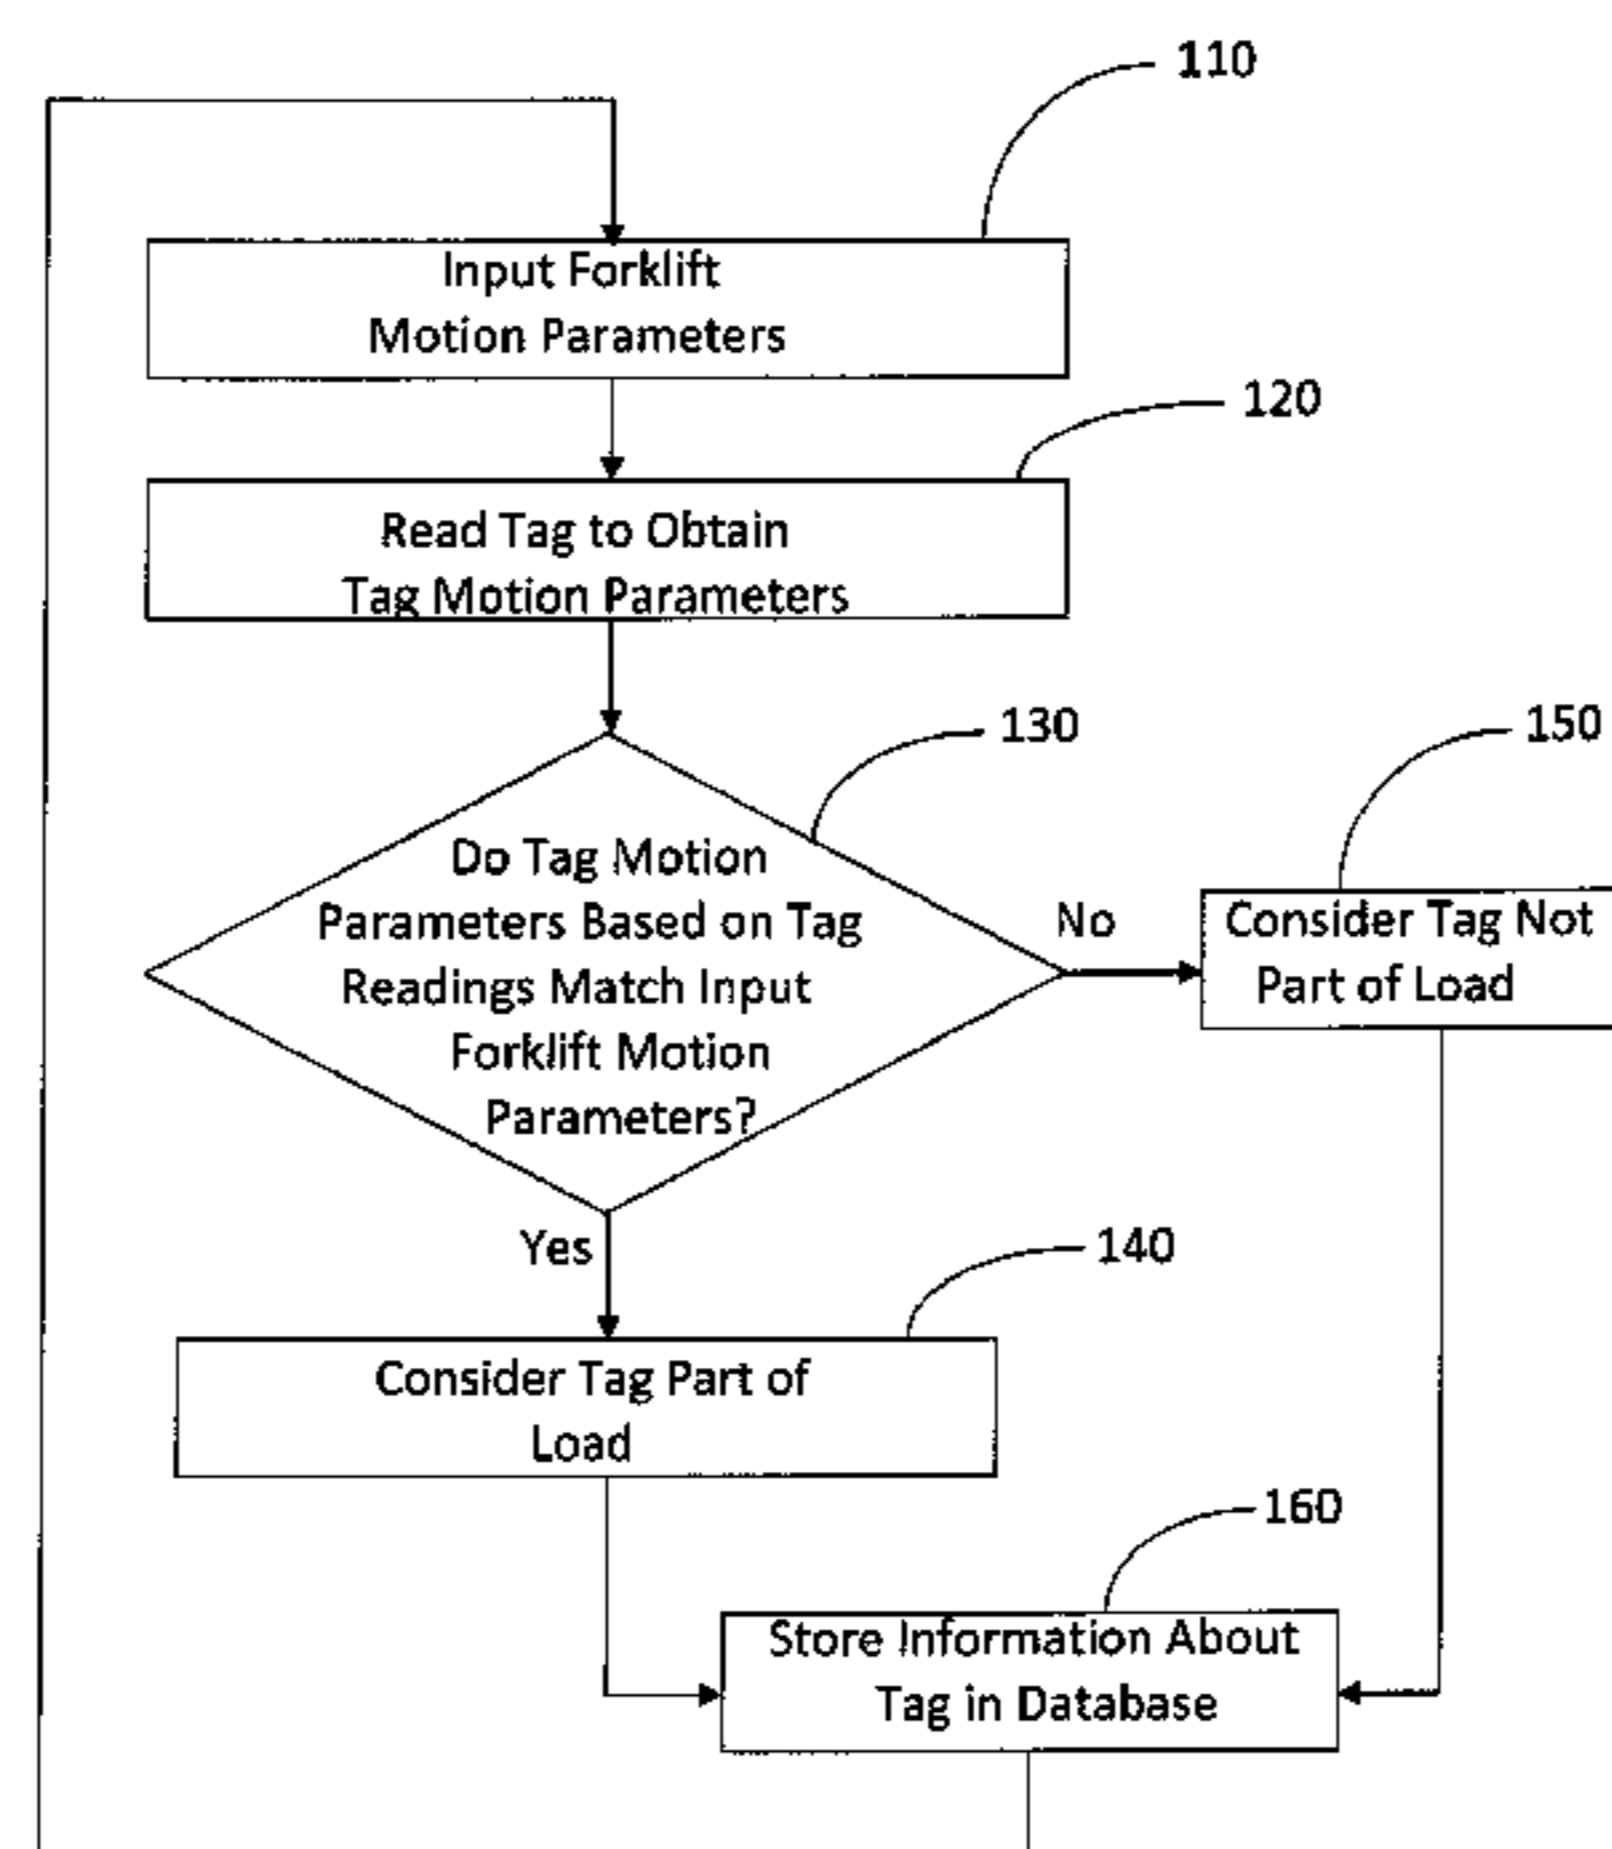 110
Input Forklift
Motion Parameters
120
Read Tag to Obtain
Tag Motion Parameters
130
150
Do Tag Motion
Parameters Based on Tag
Readings Match Input
Forklift Motion
Parameters?
No
Consider Tag Not
Part of Load
Yes
140
Consider Tag Part of
Load
160
Store Information About
Tag in Database